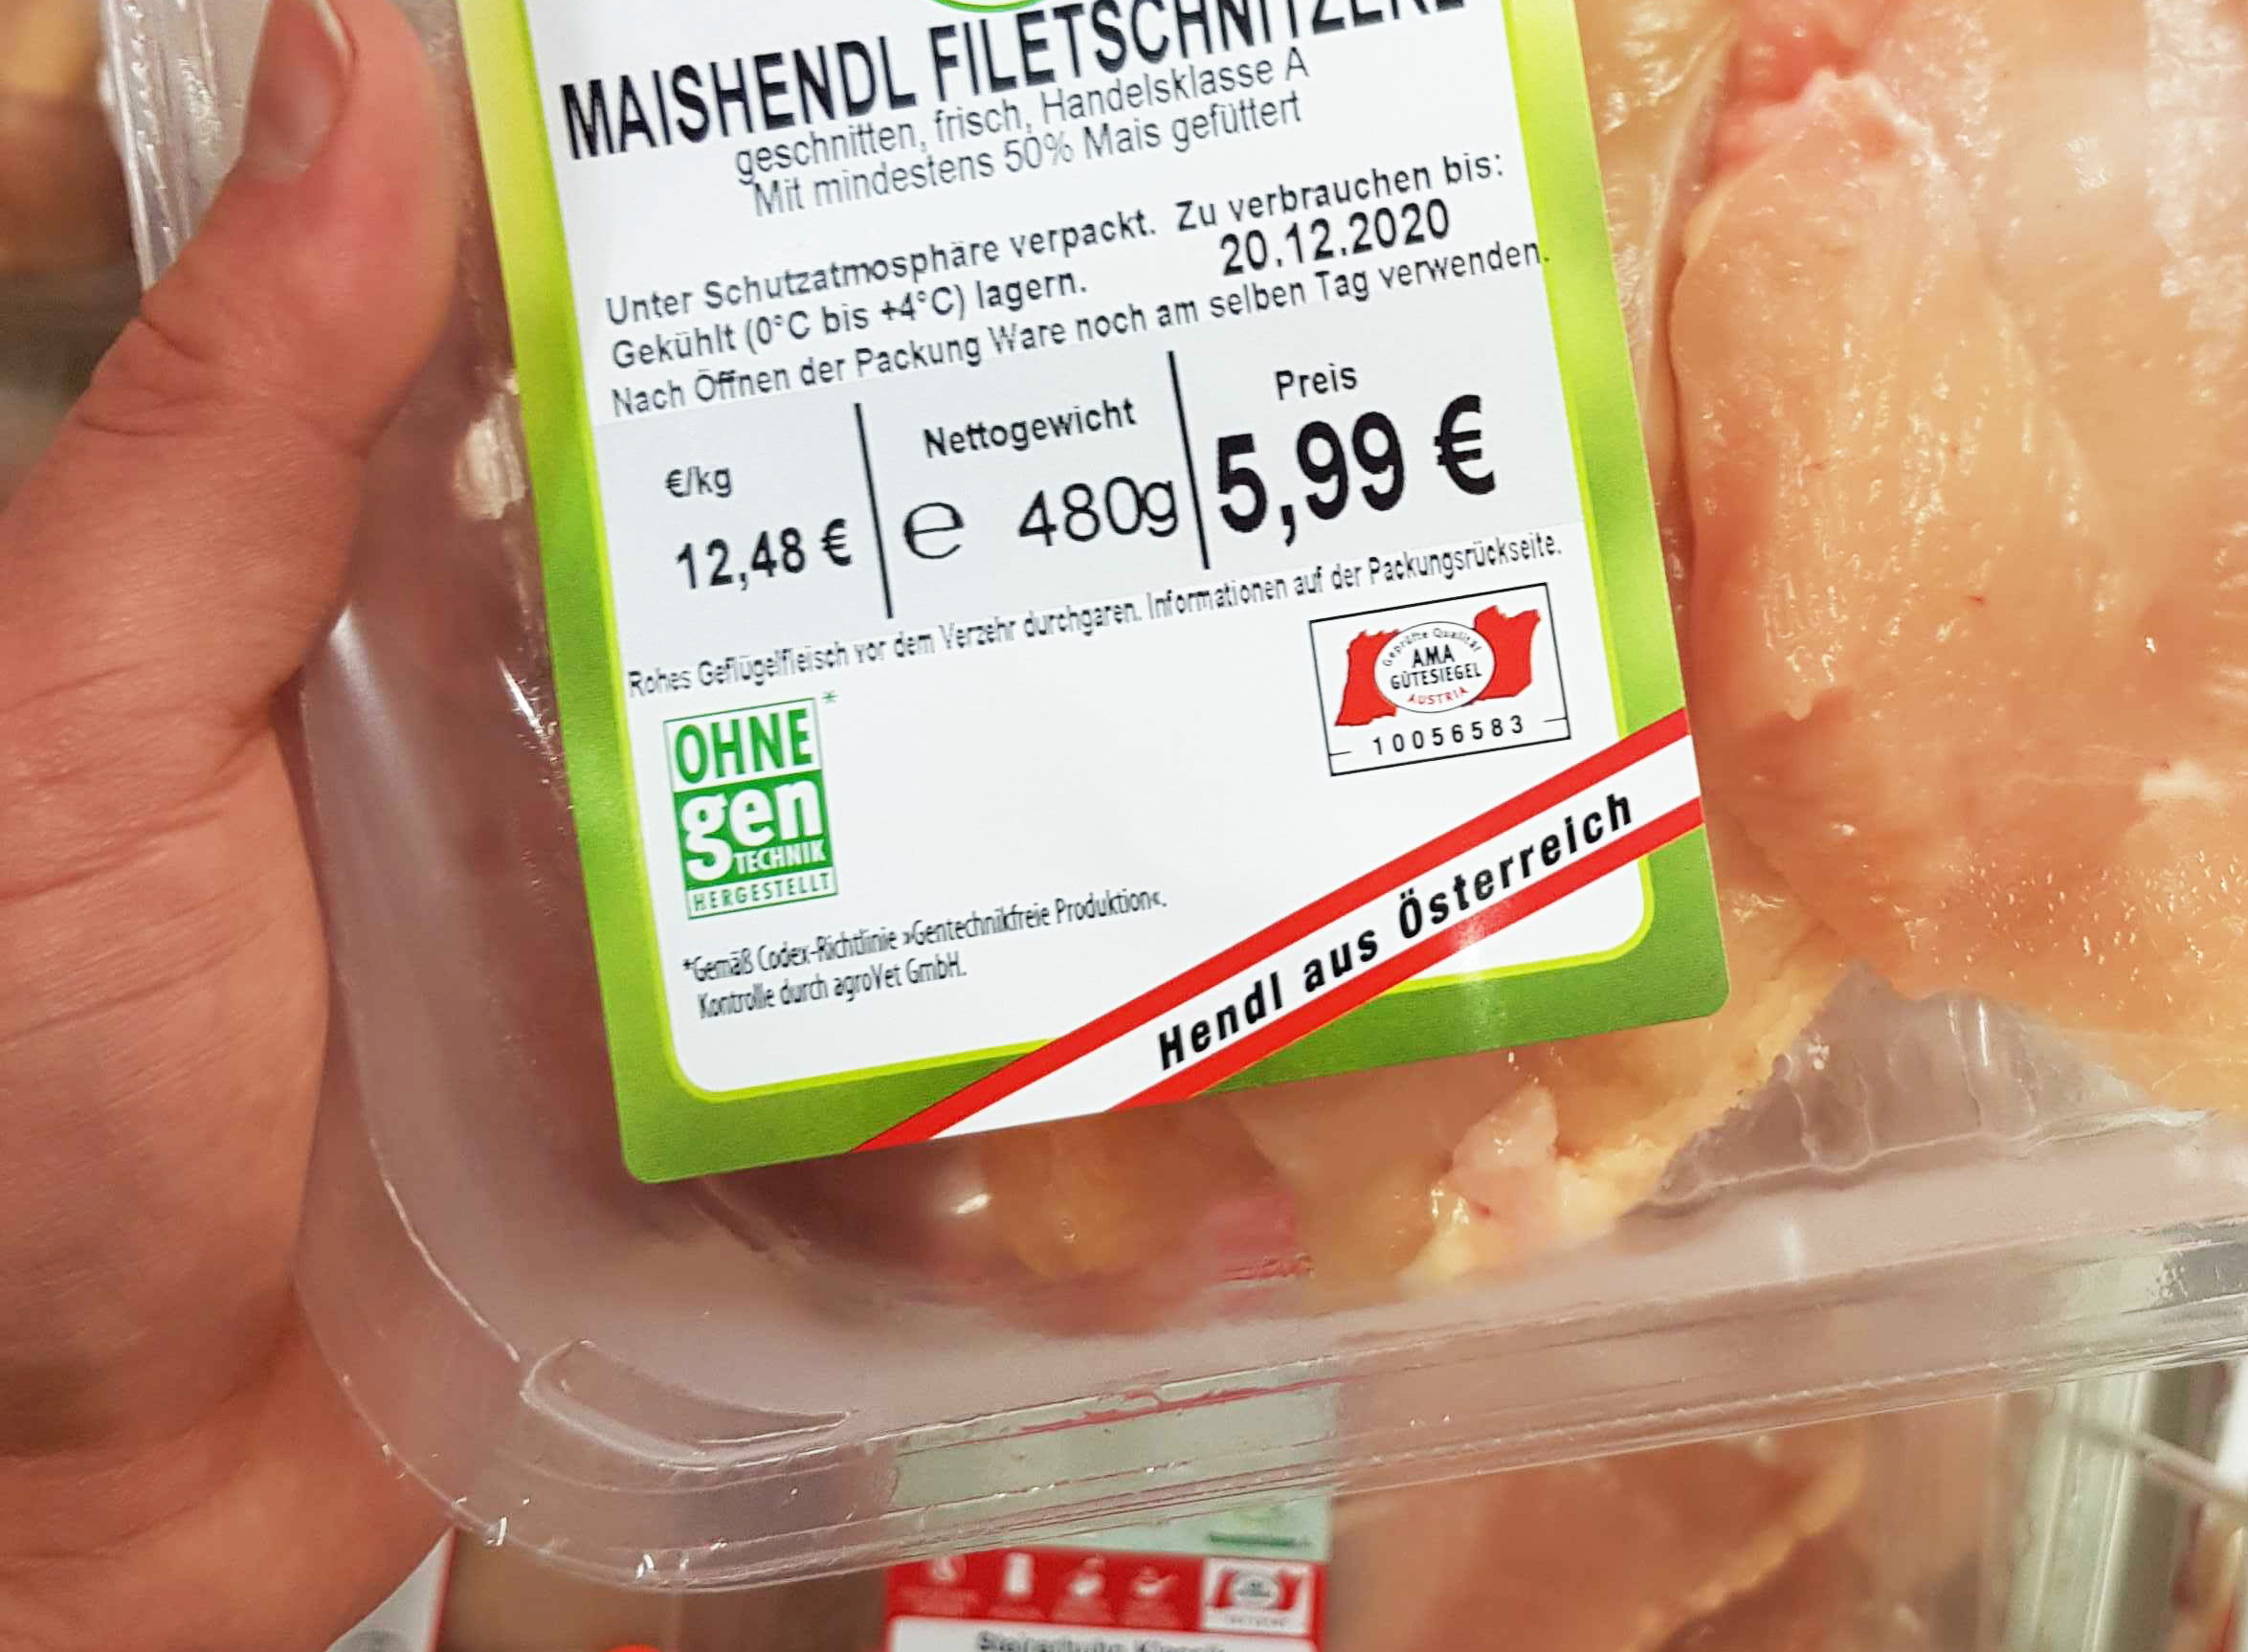 MAISHENDL FILETSCHNITZERL
geschnitten, frisch, Handelsklasse A
Mit mindestens 50% Mais gefüttert
Unter Schutzatmosphäre verpackt. Zu verbrauchen bis:
Gekühlt (0°C bis +4°C) lagern. 20.12.2020
Nach Öffnen der Packung Ware noch am selben Tag verwenden.
€/kg Nettogewicht Preis
12,48 € e 480g 5,99 €
Rohes Geflügelfleisch vor dem Verzehr durchgaren. Informationen auf der Packungsrückseite.
OHNE*
gen
TECHNIK
HERGESTELLT
Geprüfte Qualität
AMA
GÜTESIEGEL
AUSTRIA
10056583
*Gemäß Codex-Richtlinie »Gentechnikfreie Produktion«.
Kontrolle durch agroVet GmbH.
Hendl aus Österreich